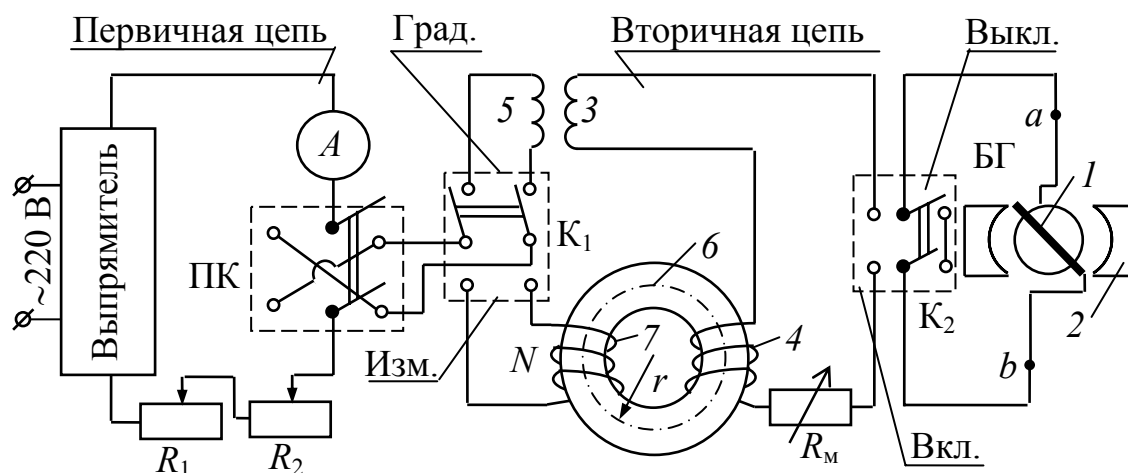 Первичная цепь
Град.
Вторичная цепь
Выкл.
5
3
a
А
БГ
1
Выпрямитель
~220 В
ПК
К1
6
К2
2
Изм.
N
7
4
r
b
R1
R2
Rм
Вкл.